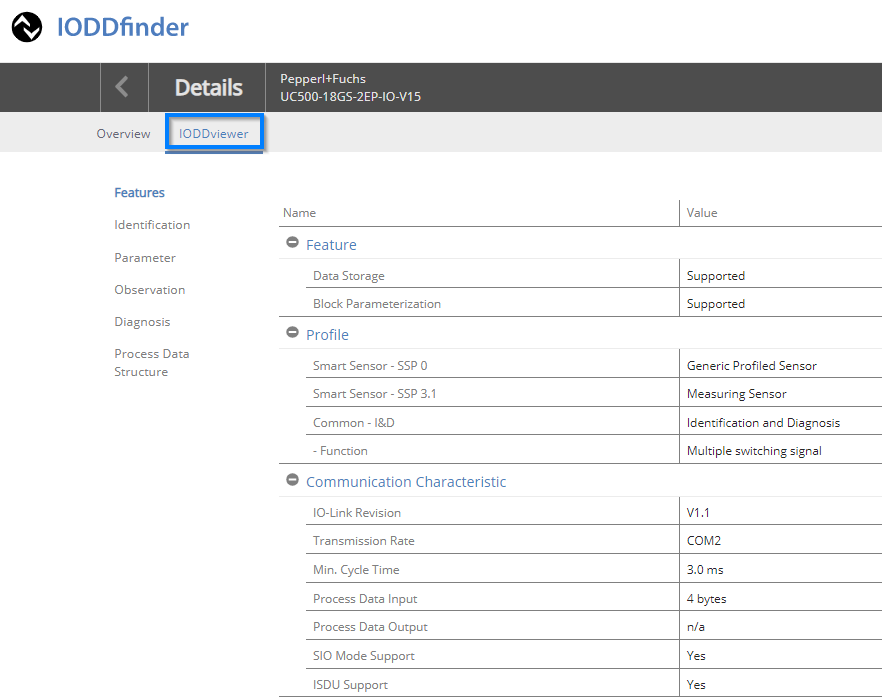 IODDfinder
Details
Pepperl+Fuchs
UC500-18GS-2EP-IO-V15
Overview
IODDviewer
Features
Identification
Parameter
Observation
Diagnosis
Process Data
Structure
Name Value
Feature
Data Storage Supported
Block Parameterization Supported
Profile
Smart Sensor - SSP 0 Generic Profiled Sensor
Smart Sensor - SSP 3.1 Measuring Sensor
Common - I&D Identification and Diagnosis
- Function Multiple switching signal
Communication Characteristic
IO-Link Revision V1.1
Transmission Rate COM2
Min. Cycle Time 3.0 ms
Process Data Input 4 bytes
Process Data Output n/a
SIO Mode Support Yes
ISDU Support Yes